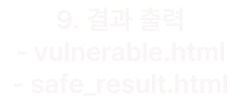 9. 결과 출력
- vulnerable.html
- safe_result.html